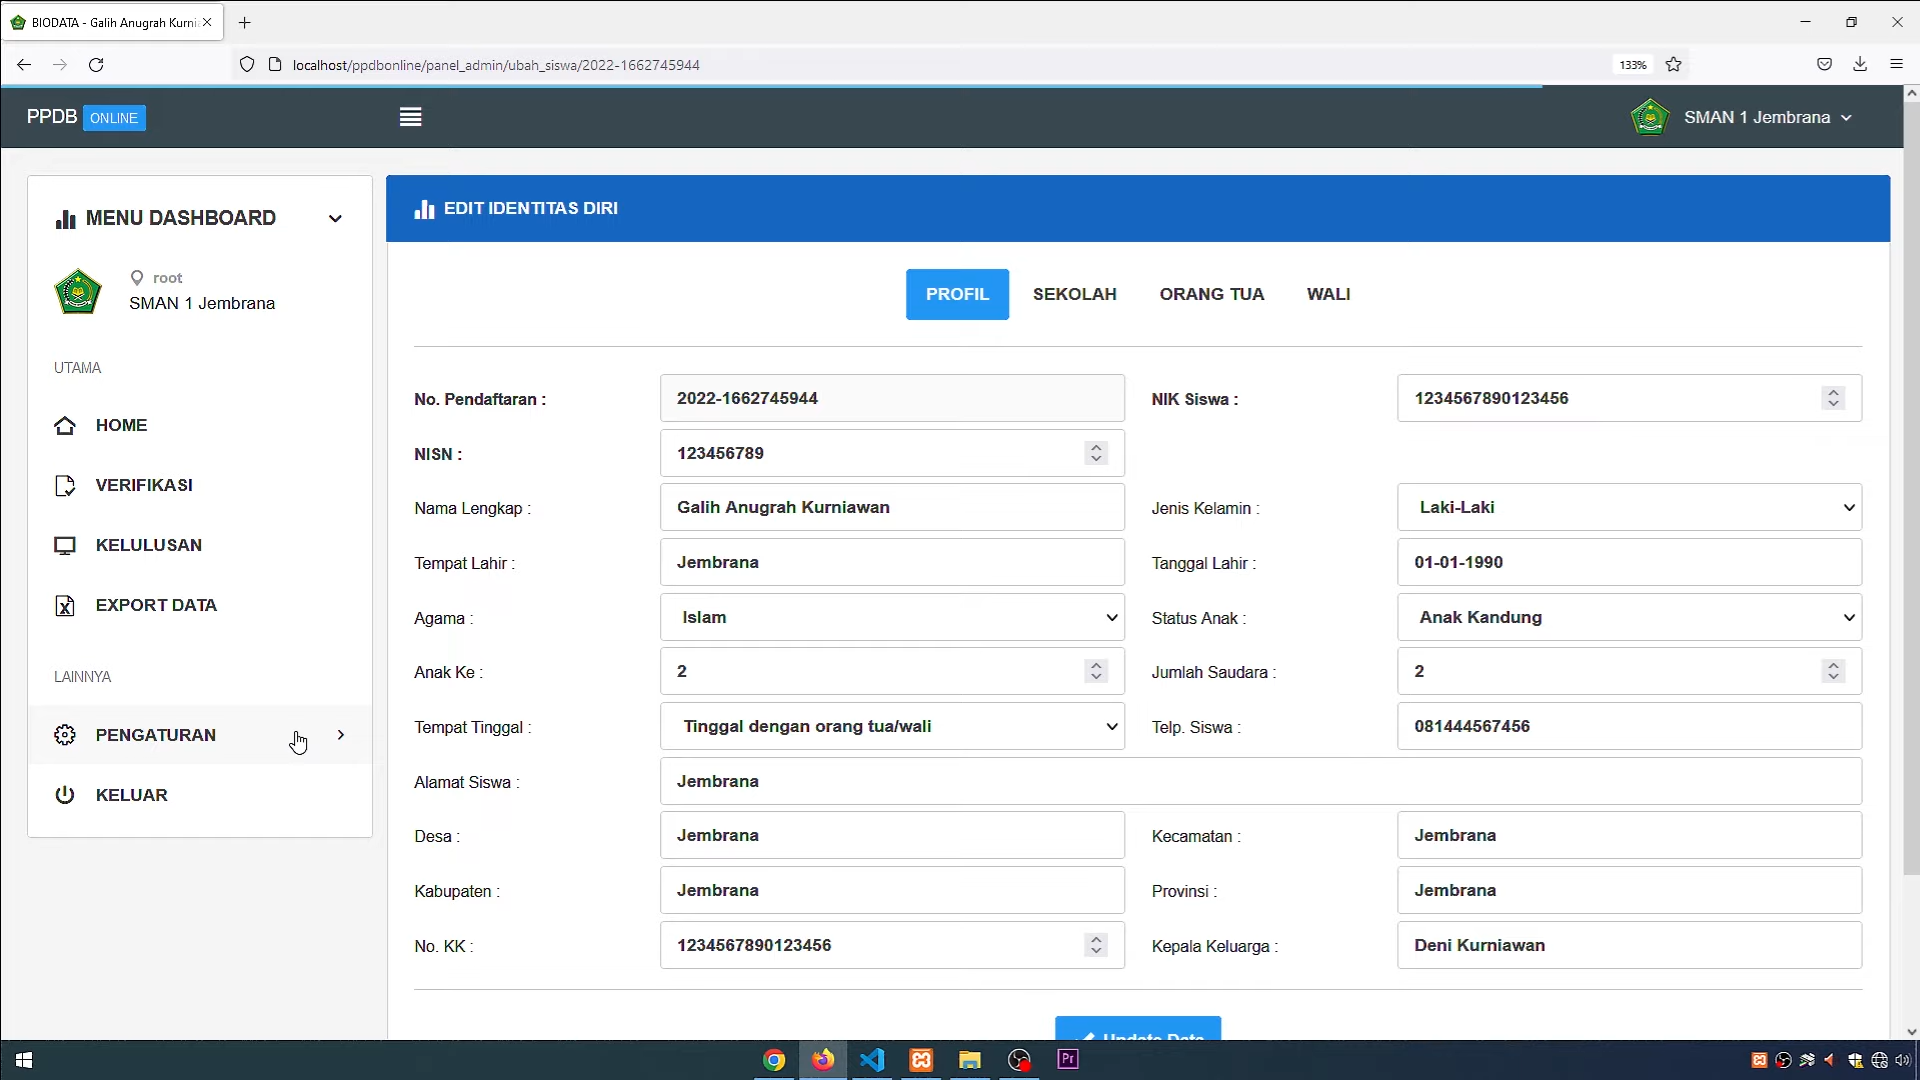 BIODATA - Galih Anugrah Kurni
localhost/ppdbonline/panel_admin/ubah_siswa/2022-1662745944
133%
PPDB ONLINE
SMAN 1 Jembrana
MENU DASHBOARD
root
SMAN 1 Jembrana
UTAMA
HOME
VERIFIKASI
KELULUSAN
EXPORT DATA
LAINNYA
PENGATURAN
KELUAR
EDIT IDENTITAS DIRI
PROFIL SEKOLAH ORANG TUA WALI
No. Pendaftaran : 2022-1662745944 NIK Siswa : 1234567890123456
NISN : 123456789
Nama Lengkap : Galih Anugrah Kurniawan Jenis Kelamin : Laki-Laki
Tempat Lahir : Jembrana Tanggal Lahir : 01-01-1990
Agama : Islam Status Anak : Anak Kandung
Anak Ke : 2 Jumlah Saudara : 2
Tempat Tinggal : Tinggal dengan orang tua/wali Telp. Siswa : 081444567456
Alamat Siswa : Jembrana
Desa : Jembrana Kecamatan : Jembrana
Kabupaten : Jembrana Provinsi : Jembrana
No. KK : 1234567890123456 Kepala Keluarga : Deni Kurniawan
Update Data
Pr